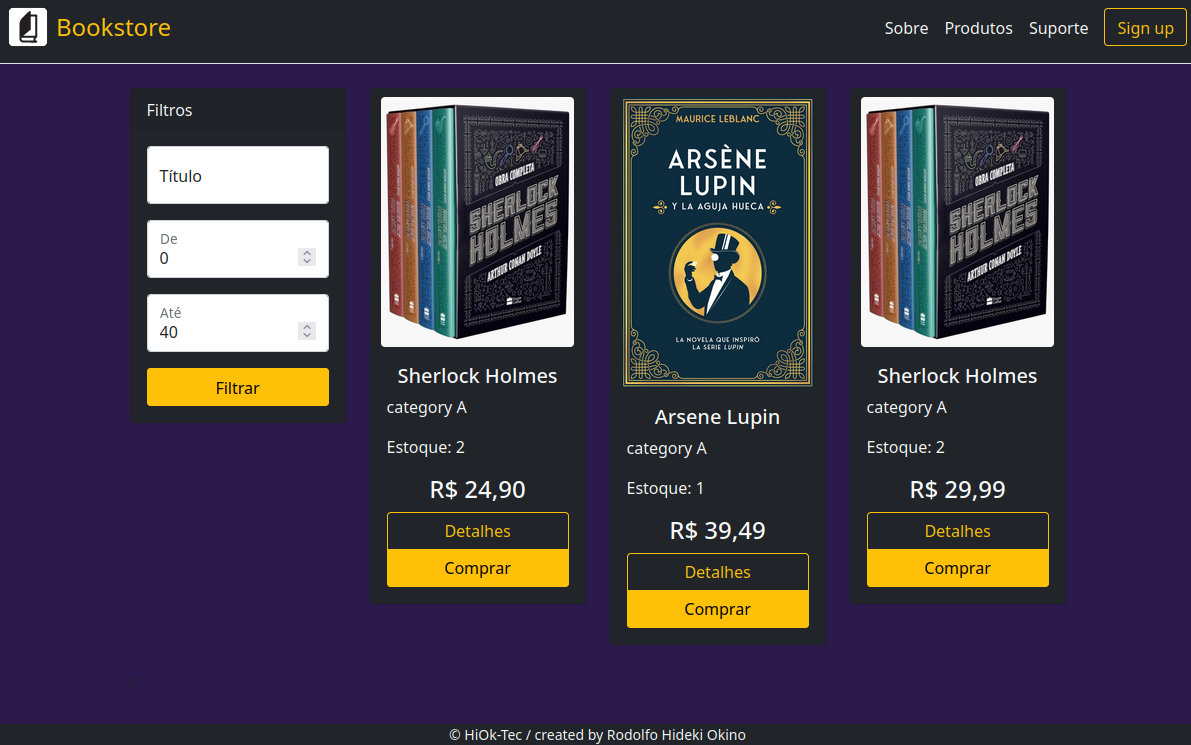 Bookstore
Sobre Produtos Suporte Sign up
Filtros
Título
De
0
Até
40
Filtrar
OBRA COMPLETA
SHERLOCK
HOLMES
ARTHUR CONAN DOYLE
Sherlock Holmes
category A
Estoque: 2
R$ 24,90
Detalhes
Comprar
MAURICE LEBLANC
ARSÈNE
LUPIN
Y LA AGUJA HUECA
LA NOVELA QUE INSPIRÓ
LA SERIE LUPIN
Arsene Lupin
category A
Estoque: 1
R$ 39,49
Detalhes
Comprar
OBRA COMPLETA
SHERLOCK
HOLMES
ARTHUR CONAN DOYLE
Sherlock Holmes
category A
Estoque: 2
R$ 29,99
Detalhes
Comprar
© HiOk-Tec / created by Rodolfo Hideki Okino